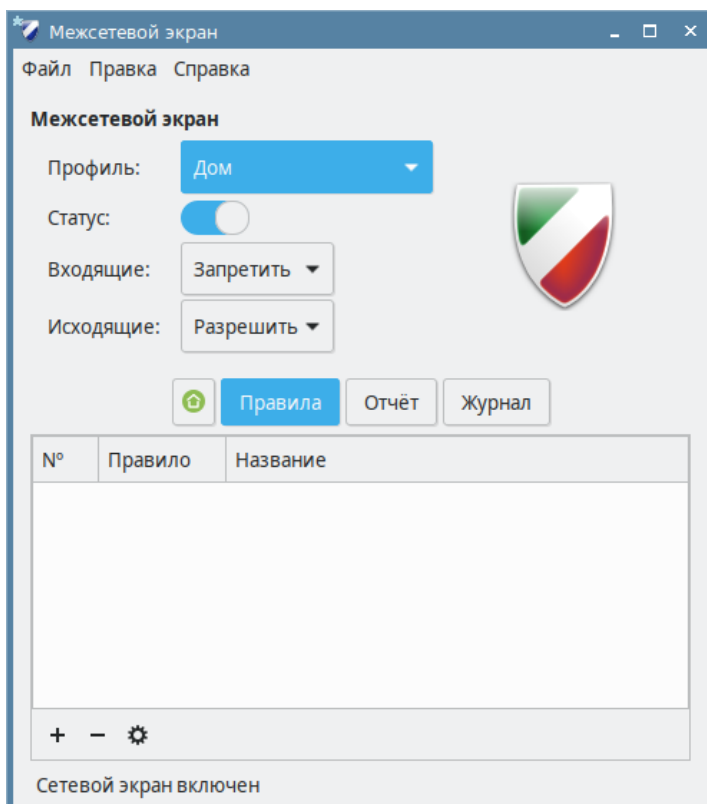 Межсетевой экран
Файл Правка Справка
Межсетевой экран
Профиль: Дом
Статус:
Входящие: Запретить
Исходящие: Разрешить
Правила Отчёт Журнал
№ Правило Название
Сетевой экран включен